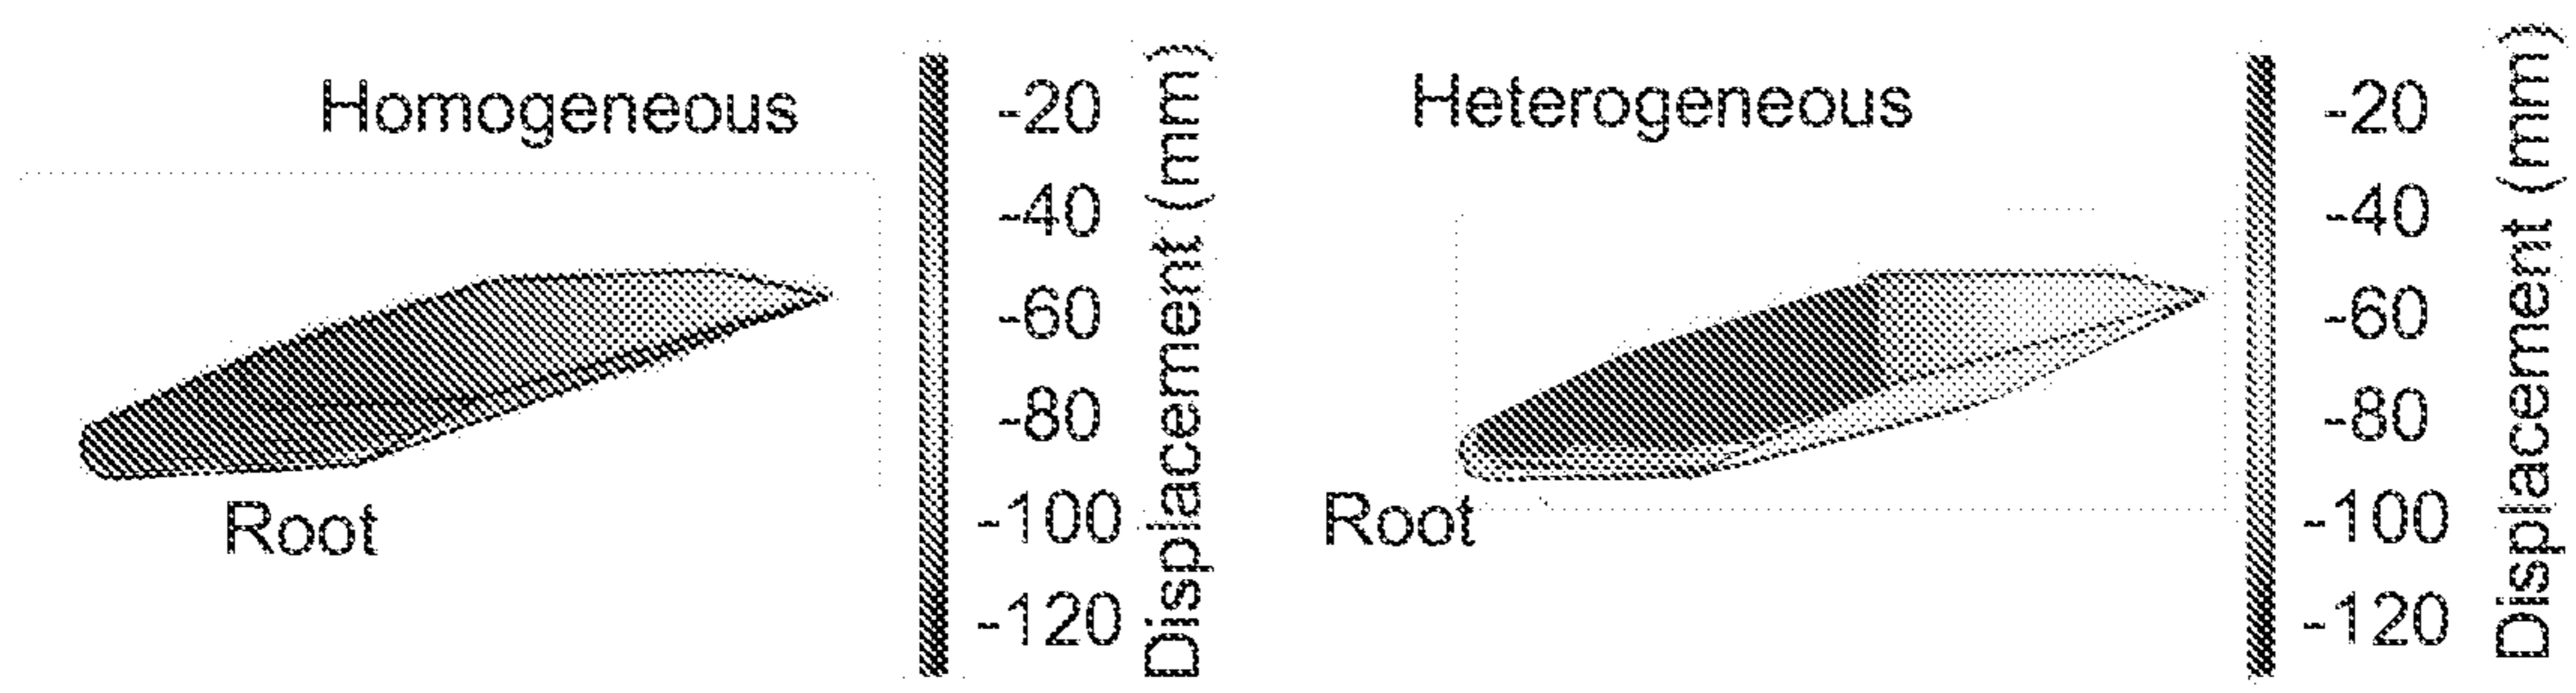 Homogeneous
-20
-40
-60
-80
-100
-120
Displacement (mm)
Root
Heterogeneous
-20
-40
-60
-80
-100
-120
Displacement (mm)
Root